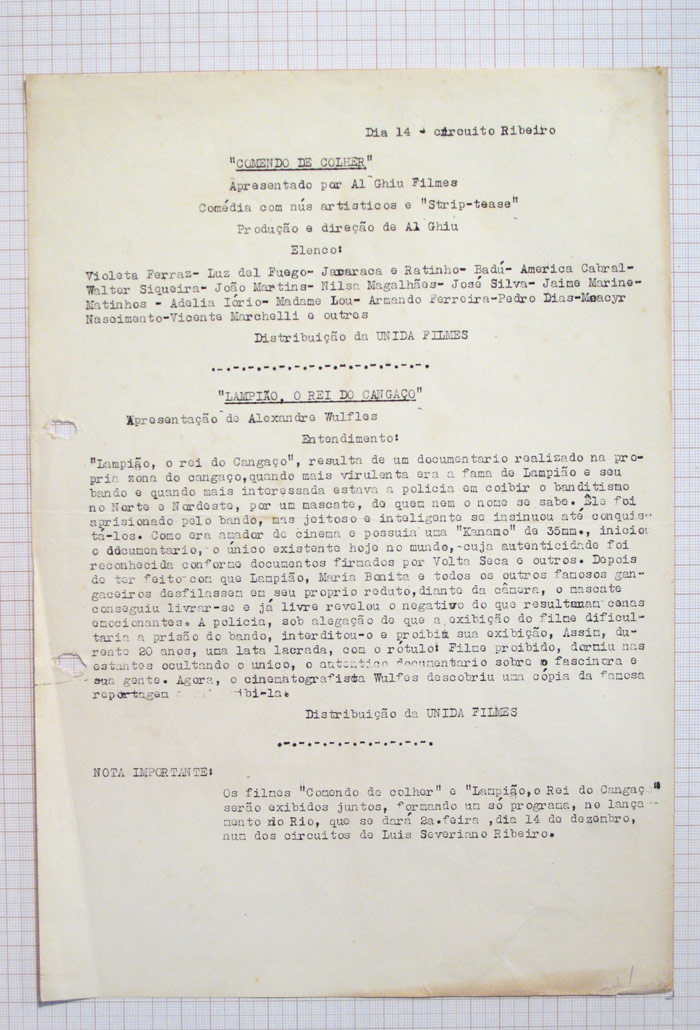 Dia 14 - circuito Ribeiro
"COMENDO DE COLHER"
Apresentado por Al Ghiu Filmes
Comédia com nús artisticos e "Strip-tease"
Produção e direção de Al Ghiu
Elenco:
Violeta Ferraz- Luz del Fuego- Jararaca e Ratinho- Badú- America Cabral-
Walter Siqueira- João Martins- Nilsa Magalhães- José Silva- Jaime Marine-
Matinhos - Adelia Iório- Madame Lou- Armando Ferreira-Pedro Dias-Moacyr
Nascimento-Vicente Marchelli e outros
Distribuição da UNIDA FILMES
"LAMPIÃO, O REI DO CANGAÇO"
Apresentação de Alexandre Wulfles
Entendimento:
"Lampião, o rei do Cangaço", resulta de um documentario realizado na pro-
pria zona do cangaço,quando mais virulenta era a fama de Lampião e seu
bando e quando mais interessada estava a policia em coibir o banditismo
no Norte e Nordeste, por um mascate, de quem nem o nome se sabe. Êle foi
aprisionado pelo bando, mas jeitoso e inteligente se insinuou até conquis-
tá-los. Como era amador de cinema e possuia uma "Kanamo" de 35mm., iniciou
o documentario,-o único existente hoje no mundo,-cuja autenticidade foi
reconhecida conforme documentos firmados por Volta Seca e outros. Depois
de ter feito com que Lampião, Maria Bonita e todos os outros famosos gan-
gaceiros desfilassem em seu proprio reduto,diante da câmera, o mascate
conseguiu livrar-se e já livre revelou o negativo do que resultaram cenas
emocionantes. A policia, sob alegação de que a exibição do filme dificul-
taria a prisão do bando, interditou-o e proibiu sua exibição, Assim, du-
rente 20 anos, uma lata lacrada, com o rótulo: Filme proibido, dormiu nas
estantes ocultando o unico, o autentico documentario sobre o fascinora e
sua gente. Agora, o cinematografista Wulfes descobriu uma cópia da famosa
reportagem ibi-la.
Distribuição da UNIDA FILMES
NOTA IMPORTANTE:
Os filmes "Comendo de colher" e "Lampião,o Rei do Cangaç "
serão exibidos juntos, formando um só programa, no lança-
mento no Rio, que se dará 2a.feira ,dia 14 de dezembro,
num dos circuitos de Luis Severiano Ribeiro.